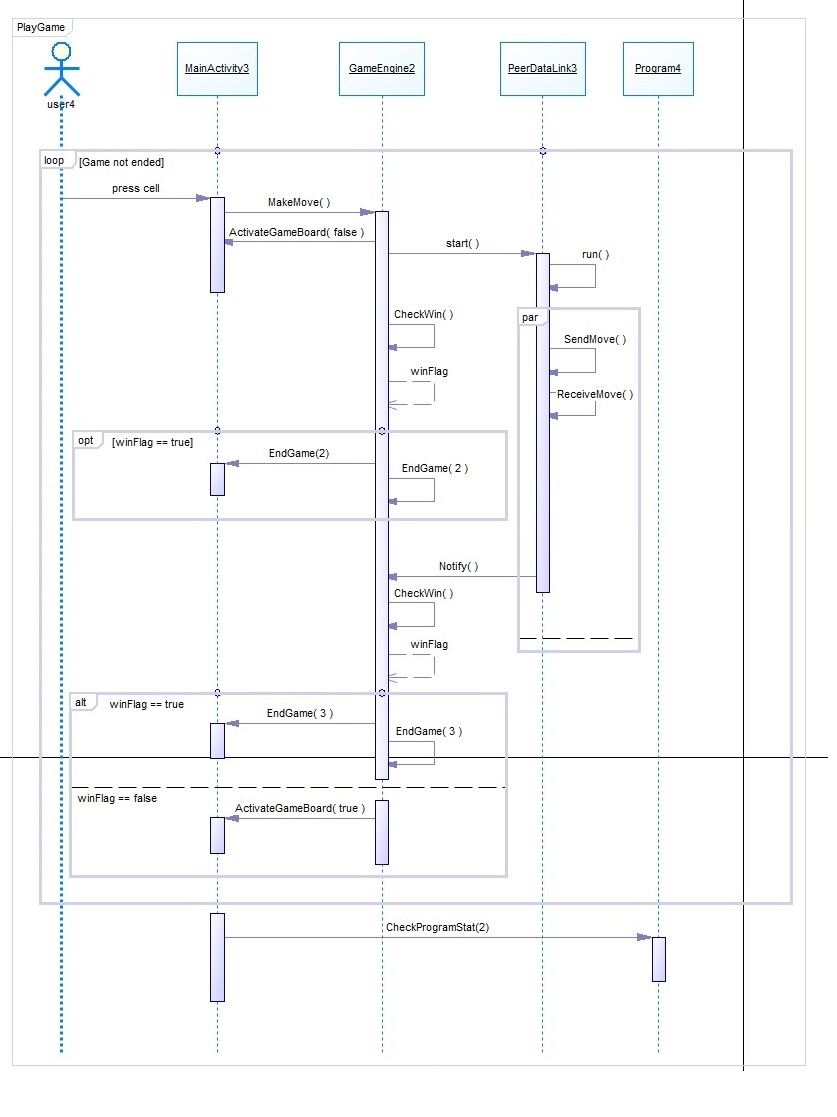 PlayGame
user4
MainActivity3
GameEngine2
PeerDataLink3
Program4
loop
[Game not ended]
press cell
MakeMove( )
ActivateGameBoard( false )
start( )
run( )
CheckWin( )
par
SendMove( )
winFlag
ReceiveMove( )
opt
[winFlag == true]
EndGame(2)
EndGame( 2 )
Notify( )
CheckWin( )
winFlag
alt
winFlag == true
EndGame( 3 )
EndGame( 3 )
winFlag == false
ActivateGameBoard( true )
CheckProgramStat(2)